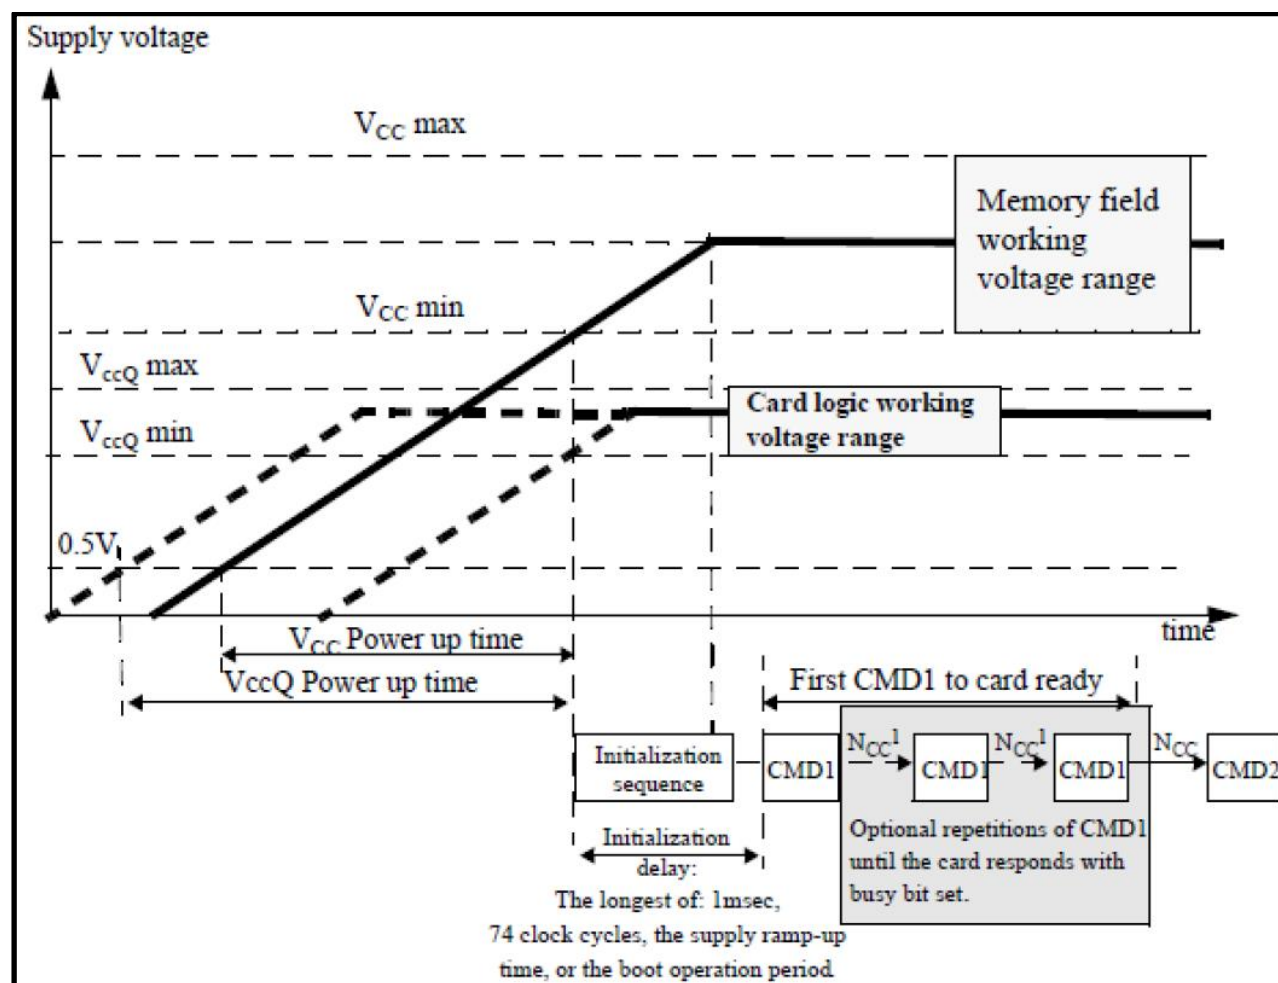 Supply voltage
VCC max
Memory field
working
voltage range
VCC min
VccQ max
Card logic working
voltage range
VccQ min
0.5V
time
VCC Power up time
VccQ Power up time
First CMD1 to card ready
Initialization
sequence
CMD1
NCC1
CMD1
NCC1
CMD1
NCC
CMD2
Optional repetitions of CMD1
until the card responds with
busy bit set.
Initialization
delay:
The longest of: 1msec,
74 clock cycles, the supply ramp-up
time, or the boot operation period